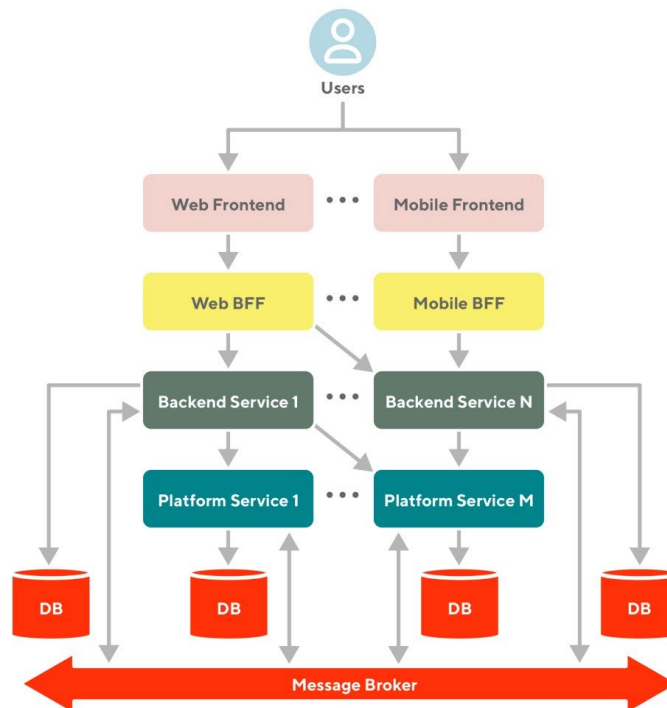 Users
Web Frontend ••• Mobile Frontend
Web BFF ••• Mobile BFF
Backend Service 1 ••• Backend Service N
Platform Service 1 ••• Platform Service M
DB DB DB DB
Message Broker